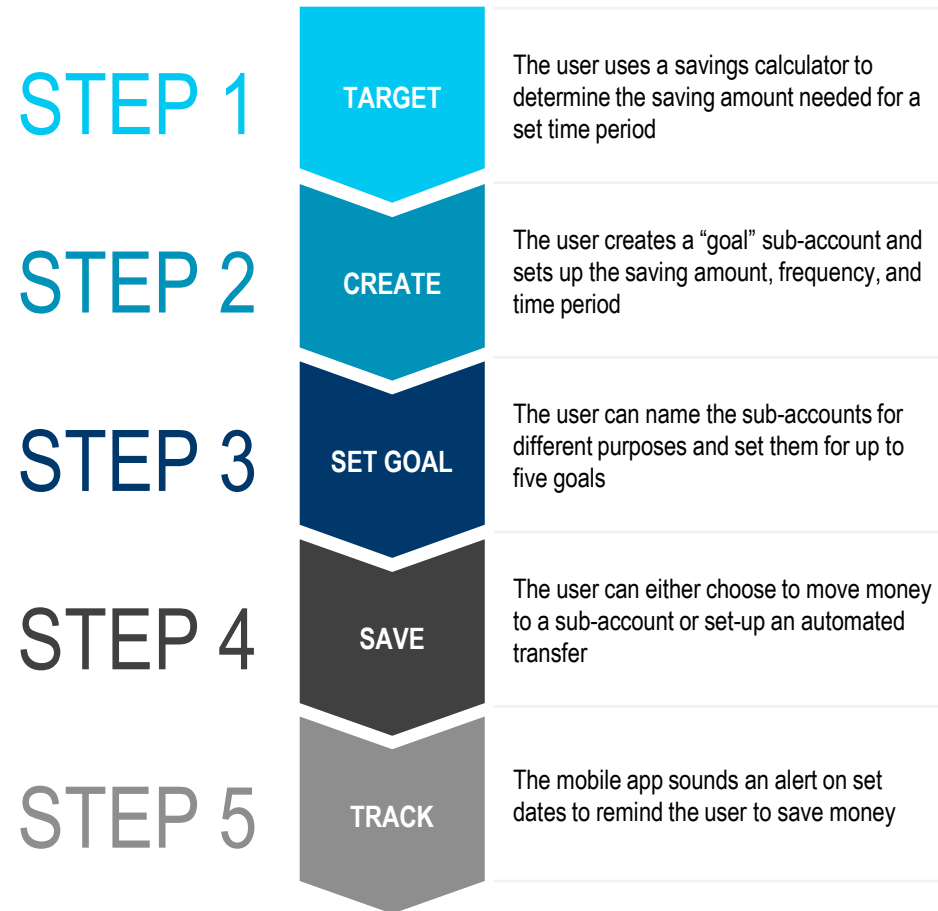 STEP 1
TARGET
The user uses a savings calculator to
determine the saving amount needed for a
set time period
STEP 2
CREATE
The user creates a “goal” sub-account and
sets up the saving amount, frequency, and
time period
STEP 3
SET GOAL
The user can name the sub-accounts for
different purposes and set them for up to
five goals
STEP 4
SAVE
The user can either choose to move money
to a sub-account or set-up an automated
transfer
STEP 5
TRACK
The mobile app sounds an alert on set
dates to remind the user to save money